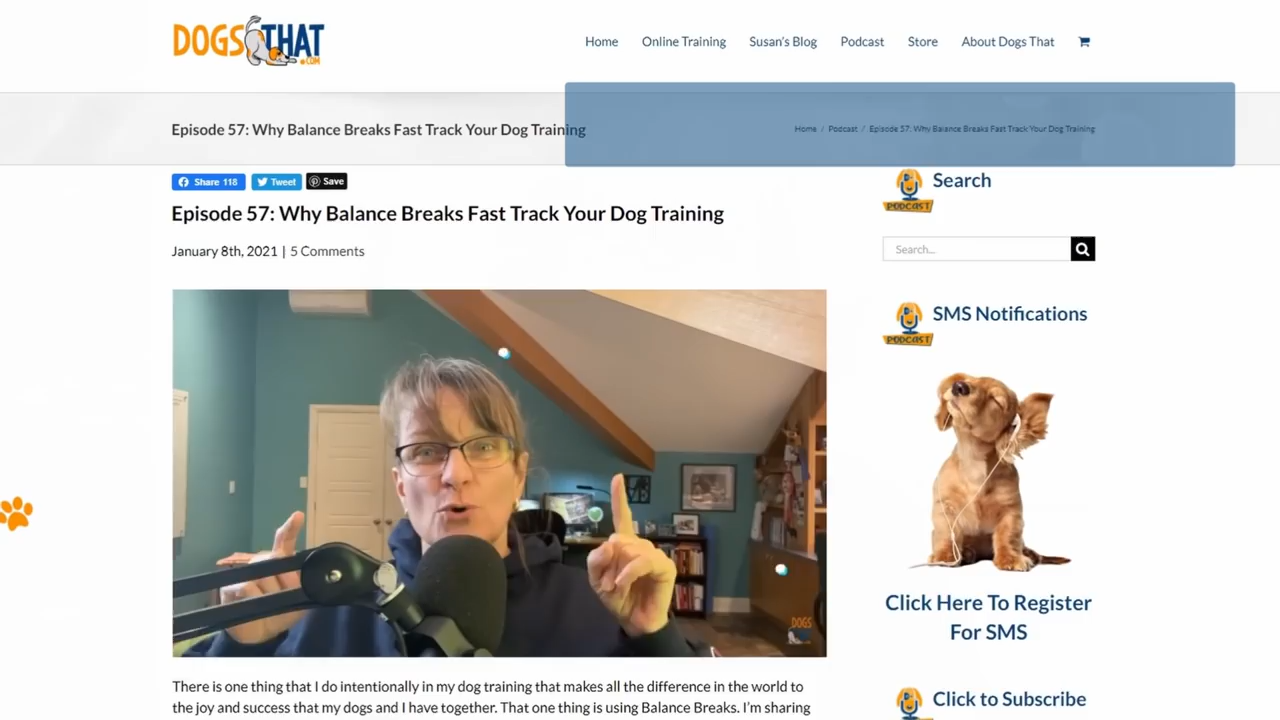 DOGSTHAT
.COM
Home Online Training Susan's Blog Podcast Store About Dogs That
Episode 57: Why Balance Breaks Fast Track Your Dog Training
Home / Podcast / Episode 57: Why Balance Breaks Fast Track Your Dog Training
Share 118 Tweet Save
Episode 57: Why Balance Breaks Fast Track Your Dog Training
January 8th, 2021 | 5 Comments
DOGS
There is one thing that I do intentionally in my dog training that makes all the difference in the world to
the joy and success that my dogs and I have together. That one thing is using Balance Breaks. I'm sharing
PODCAST
Search
Search...
PODCAST
SMS Notifications
Click Here To Register
For SMS
Click to Subscribe